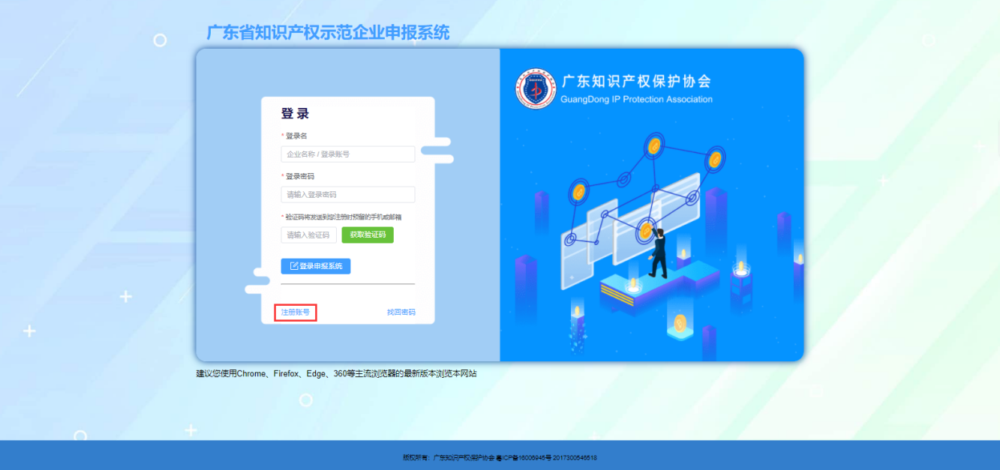 广东省知识产权示范企业申报系统
广东知识产权保护协会
GuangDong IP Protection Association
登 录
* 登录名
企业名称 / 登录账号
* 登录密码
请输入登录密码
* 验证码将发送到您注册时预留的手机或邮箱
请输入验证码 获取验证码
登录申报系统
注册账号 找回密码
建议您使用Chrome、Firefox、Edge、360等主流浏览器的最新版本浏览本网站
版权所有：广东知识产权保护协会 粤ICP备16006945号 2017300546518